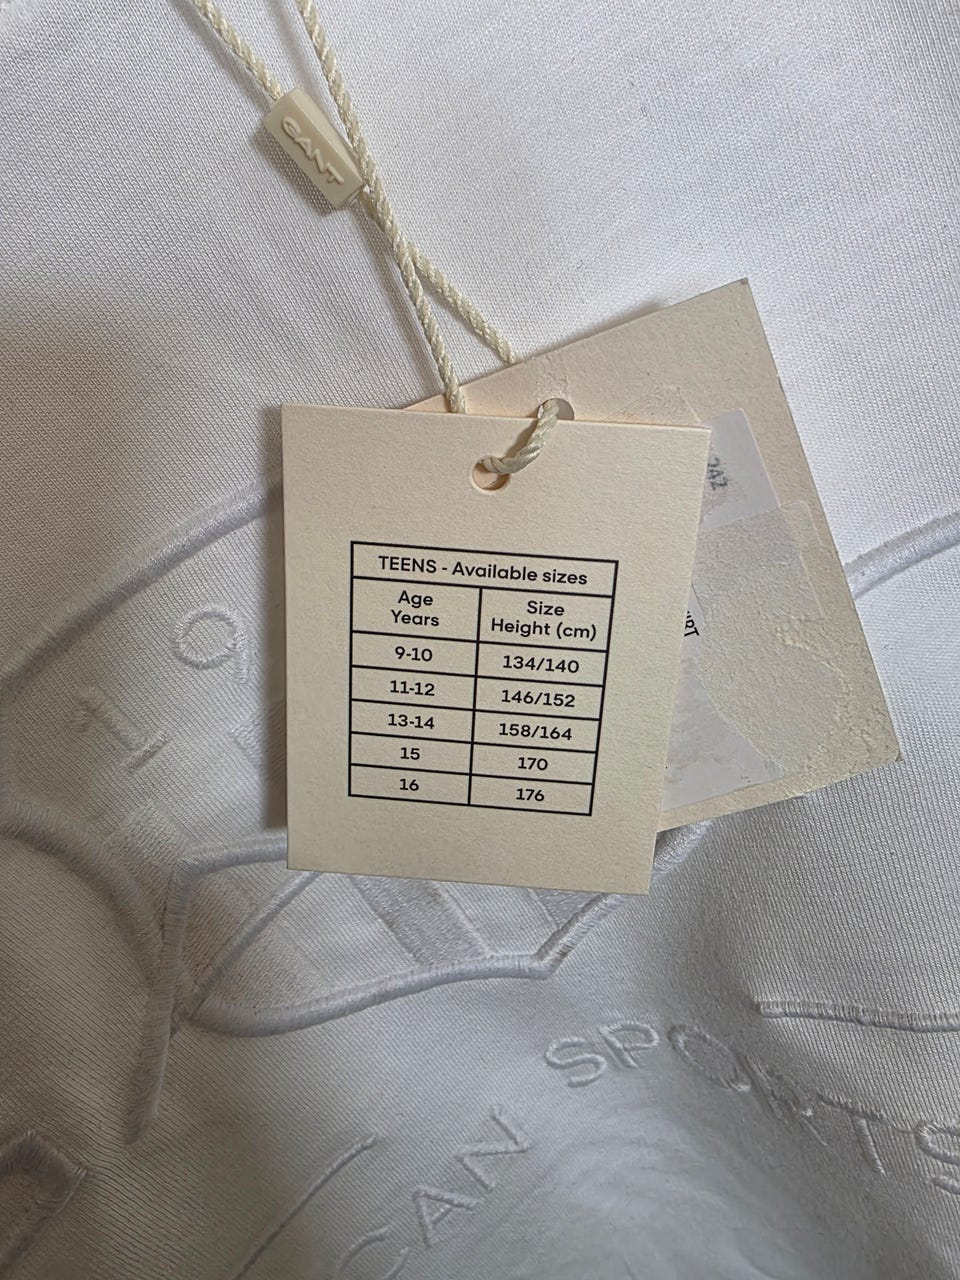 GANT
TEENS - Available sizes
Age Years
Size Height (cm)
9-10 134/140
11-12 146/152
13-14 158/164
15 170
16 176
19
CAN SPORTS